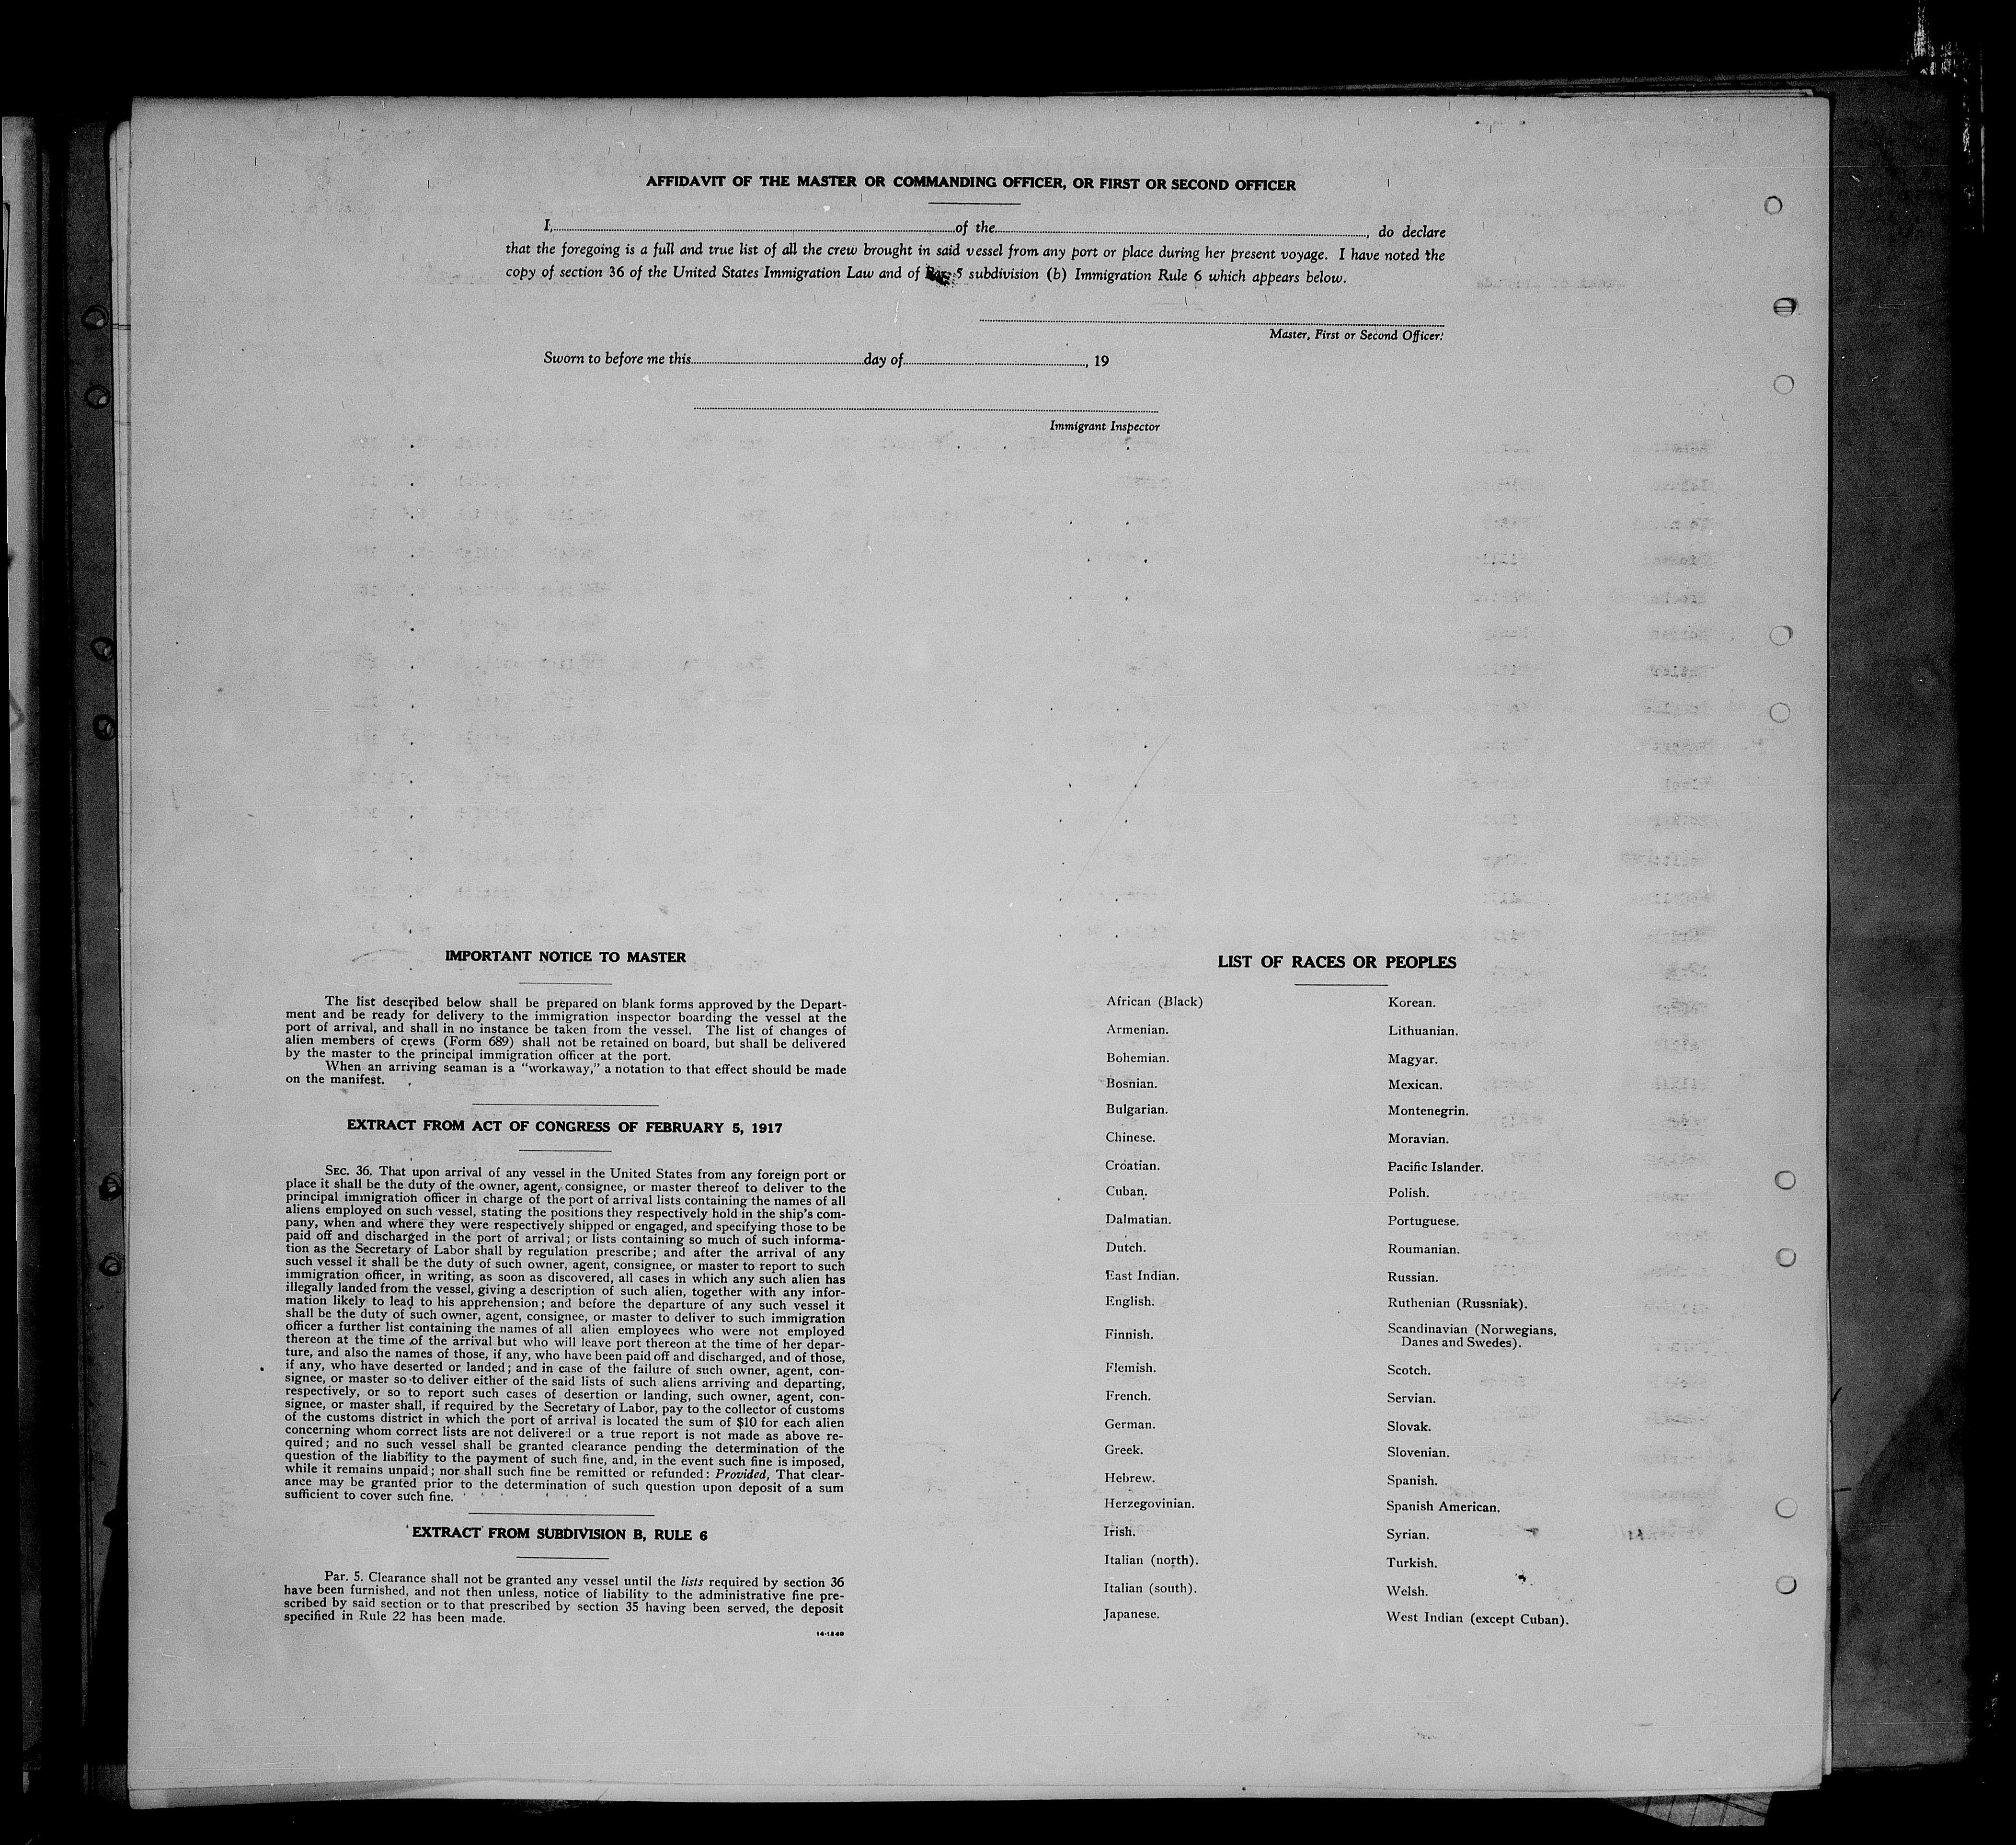 AFFIDAVIT OF THE MASTER OR COMMANDING OFFICER, OR FIRST OR SECOND OFFICER
I, of the , do declare
that the foregoing is a full and true list of all the crew brought in said vessel from any port or place during her present voyage. I have noted the
copy of section 36 of the United States Immigration Law and of Par. 5 subdivision (b) Immigration Rule 6 which appears below.
Master, First or Second Officer.
Sworn to before me this day of , 19
Immigrant Inspector
IMPORTANT NOTICE TO MASTER
The list described below shall be prepared on blank forms approved by the Depart-
ment and be ready for delivery to the immigration inspector boarding the vessel at the
port of arrival, and shall in no instance be taken from the vessel. The list of changes of
alien members of crews (Form 689) shall not be retained on board, but shall be delivered
by the master to the principal immigration officer at the port.
When an arriving seaman is a "workaway," a notation to that effect should be made
on the manifest.
EXTRACT FROM ACT OF CONGRESS OF FEBRUARY 5, 1917
SEC. 36. That upon arrival of any vessel in the United States from any foreign port or
place it shall be the duty of the owner, agent, consignee, or master thereof to deliver to the
principal immigration officer in charge of the port of arrival lists containing the names of all
aliens employed on such vessel, stating the positions they respectively hold in the ship's com-
pany, when and where they were respectively shipped or engaged, and specifying those to be
paid off and discharged in the port of arrival; or lists containing so much of such informa-
tion as the Secretary of Labor shall by regulation prescribe; and after the arrival of any
such vessel it shall be the duty of such owner, agent, consignee, or master to report to such
immigration officer, in writing, as soon as discovered, all cases in which any such alien has
illegally landed from the vessel, giving a description of such alien, together with any infor-
mation likely to lead to his apprehension; and before the departure of any such vessel it
shall be the duty of such owner, agent, consignee, or master to deliver to such immigration
officer a further list containing the names of all alien employees who were not employed
thereon at the time of the arrival but who will leave port thereon at the time of her depar-
ture, and also the names of those, if any, who have been paid off and discharged, and of those,
if any, who have deserted or landed; and in case of the failure of such owner, agent, con-
signee, or master so to deliver either of the said lists of such aliens arriving and departing,
respectively, or so to report such cases of desertion or landing, such owner, agent, con-
signee, or master shall, if required by the Secretary of Labor, pay to the collector of customs
of the customs district in which the port of arrival is located the sum of $10 for each alien
concerning whom correct lists are not delivered or a true report is not made as above re-
quired; and no such vessel shall be granted clearance pending the determination of the
question of the liability to the payment of such fine, and, in the event such fine is imposed,
while it remains unpaid; nor shall such fine be remitted or refunded: Provided, That clear-
ance may be granted prior to the determination of such question upon deposit of a sum
sufficient to cover such fine.
EXTRACT FROM SUBDIVISION B, RULE 6
Par. 5. Clearance shall not be granted any vessel until the lists required by section 36
have been furnished, and not then unless, notice of liability to the administrative fine pre-
scribed by said section or to that prescribed by section 35 having been served, the deposit
specified in Rule 22 has been made.
14-1240
LIST OF RACES OR PEOPLES
African (Black)
Armenian.
Bohemian.
Bosnian.
Bulgarian.
Chinese.
Croatian.
Cuban.
Dalmatian.
Dutch.
East Indian.
English.
Finnish.
Flemish.
French.
German.
Greek.
Hebrew.
Herzegovinian.
Irish.
Italian (north).
Italian (south).
Japanese.
Korean.
Lithuanian.
Magyar.
Mexican.
Montenegrin.
Moravian.
Pacific Islander.
Polish.
Portuguese.
Roumanian.
Russian.
Ruthenian (Russniak).
Scandinavian (Norwegians,
Danes and Swedes).
Scotch.
Servian.
Slovak.
Slovenian.
Spanish.
Spanish American.
Syrian.
Turkish.
Welsh.
West Indian (except Cuban).